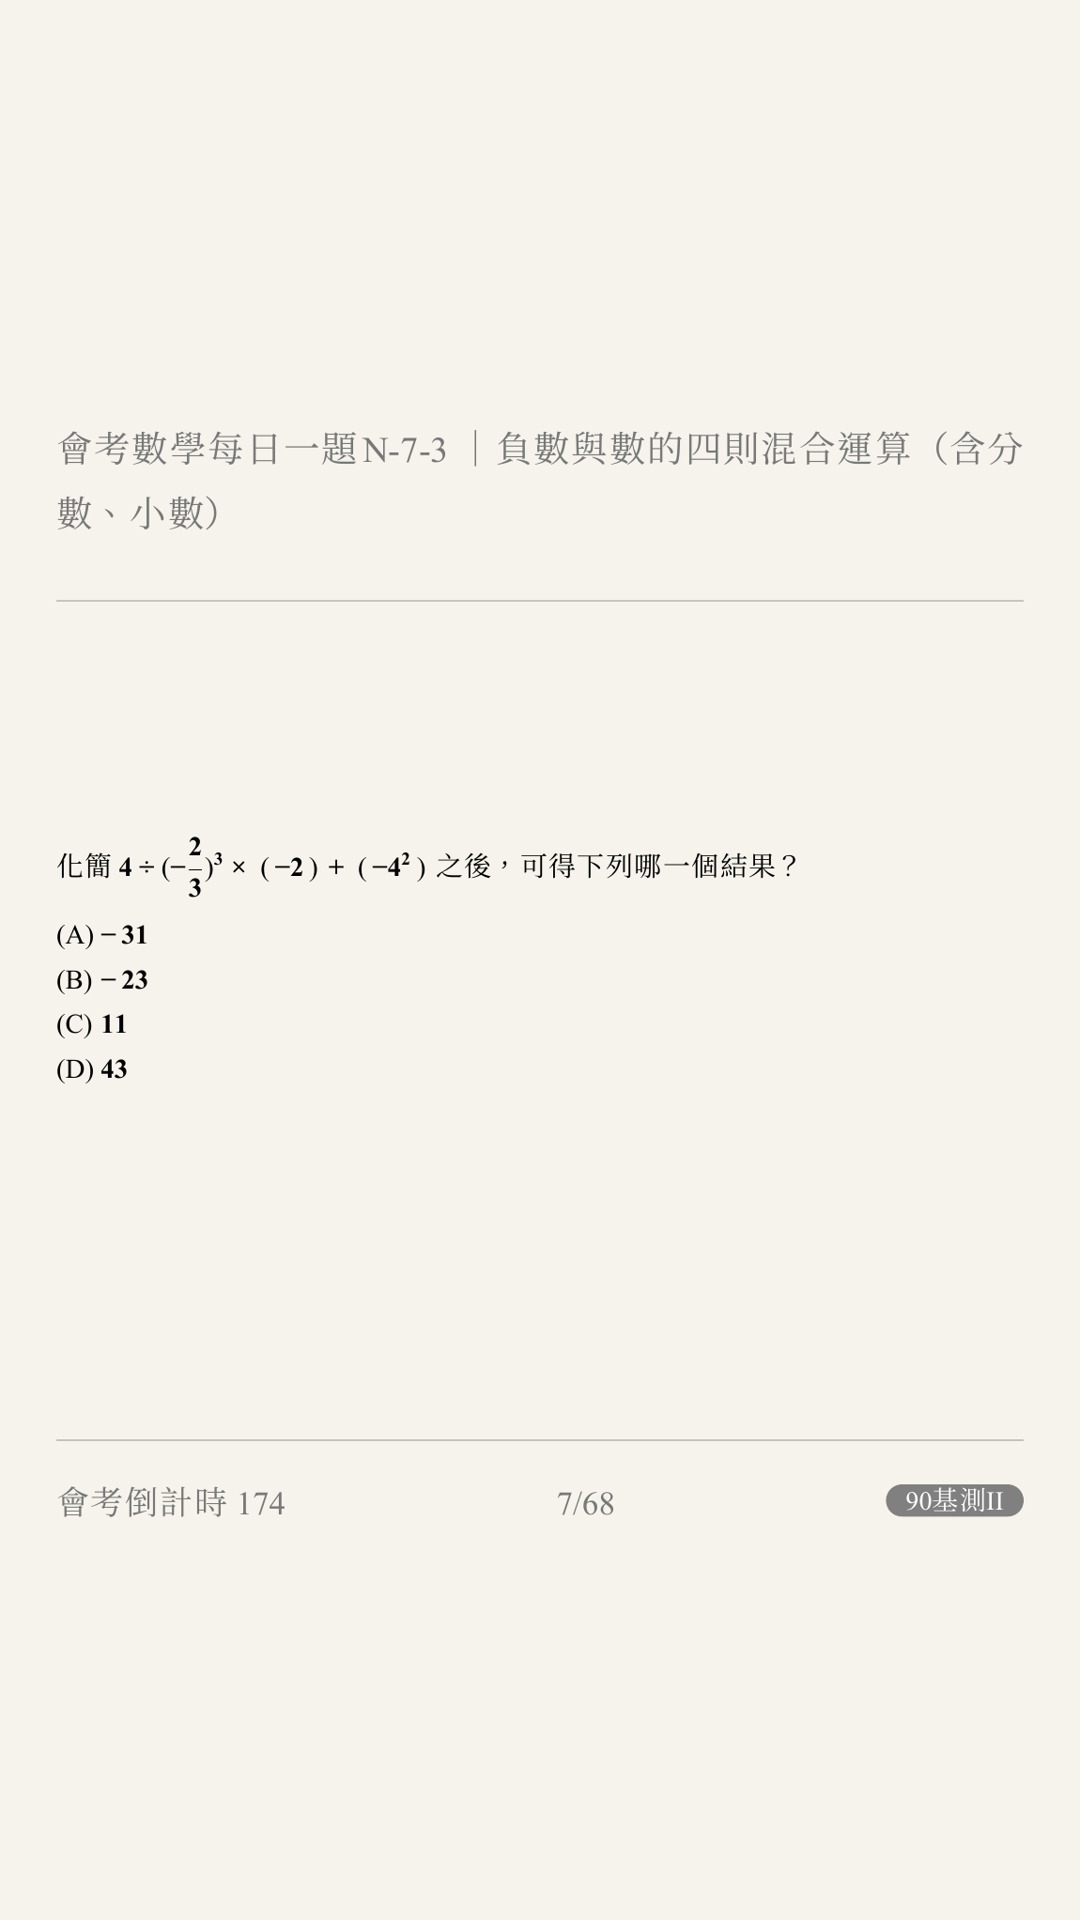 會考數學每日一題N-7-3 ｜負數與數的四則混合運算（含分
數、小數）
化簡 4 ÷ (−2/3)³ × (−2) + (−4²) 之後，可得下列哪一個結果？
(A) −31
(B) −23
(C) 11
(D) 43
會考倒計時 174 7/68 90基測II